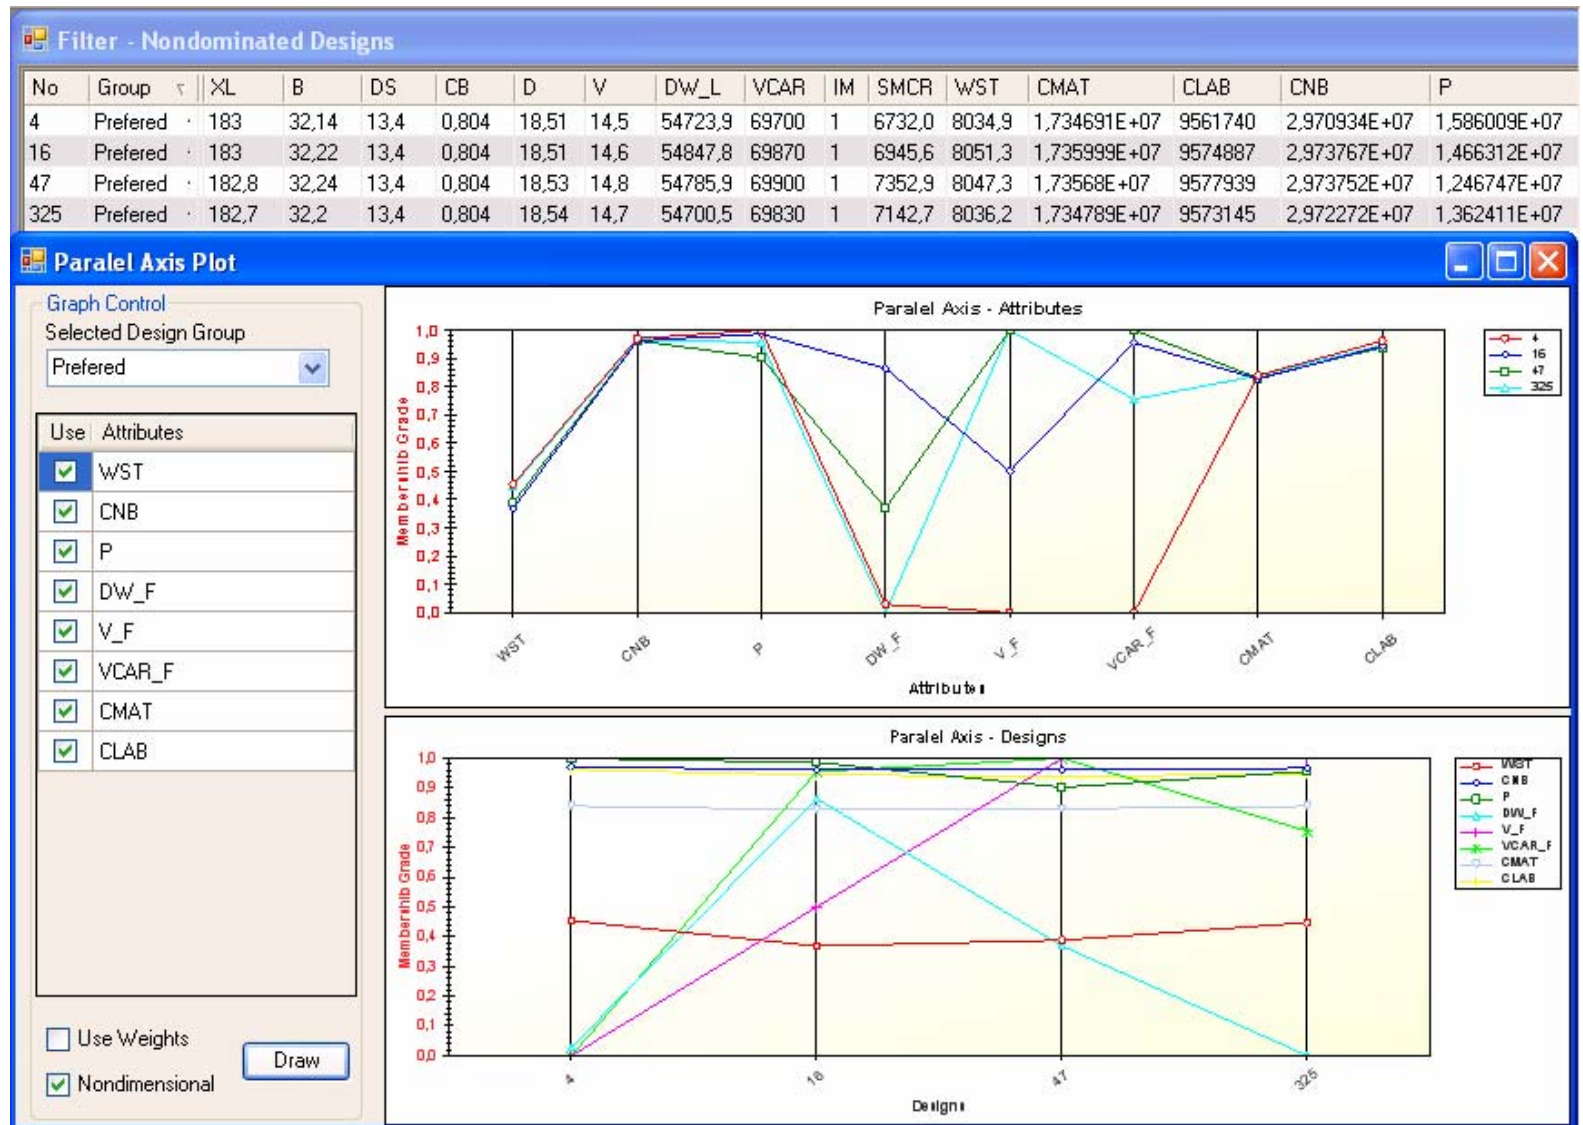 Filter - Nondominated Designs
No Group XL B DS CB D V DW_L VCAR IM SMCR WST CMAT CLAB CNB P
4 Prefered 183 32,14 13,4 0,804 18,51 14,5 54723,9 69700 1 6732,0 8034,9 1,734691E+07 9561740 2,970934E+07 1,586009E+07
16 Prefered 183 32,22 13,4 0,804 18,51 14,6 54847,8 69870 1 6945,6 8051,3 1,735999E+07 9574887 2,973767E+07 1,466312E+07
47 Prefered 182,8 32,24 13,4 0,804 18,53 14,8 54785,9 69900 1 7352,9 8047,3 1,73568E+07 9577939 2,973752E+07 1,246747E+07
325 Prefered 182,7 32,2 13,4 0,804 18,54 14,7 54700,5 69830 1 7142,7 8036,2 1,734789E+07 9573145 2,972272E+07 1,362411E+07
Paralel Axis Plot
Graph Control
Selected Design Group
Prefered
Use Attributes
WST
CNB
P
DW_F
V_F
VCAR_F
CMAT
CLAB
Use Weights
Draw
Nondimensional
Paralel Axis - Attributes
1,0
0,9
0,8
0,7
0,6
0,5
0,4
0,3
0,2
0,1
0,0
Membership Grade
WST CNB P DW_F V_F VCAR_F CMAT CLAB
Attributes
4
16
47
325
Paralel Axis - Designs
1,0
0,9
0,8
0,7
0,6
0,5
0,4
0,3
0,2
0,1
0,0
Membership Grade
4 16 47 325
Designs
WST
CNB
P
DW_F
V_F
VCAR_F
CMAT
CLAB